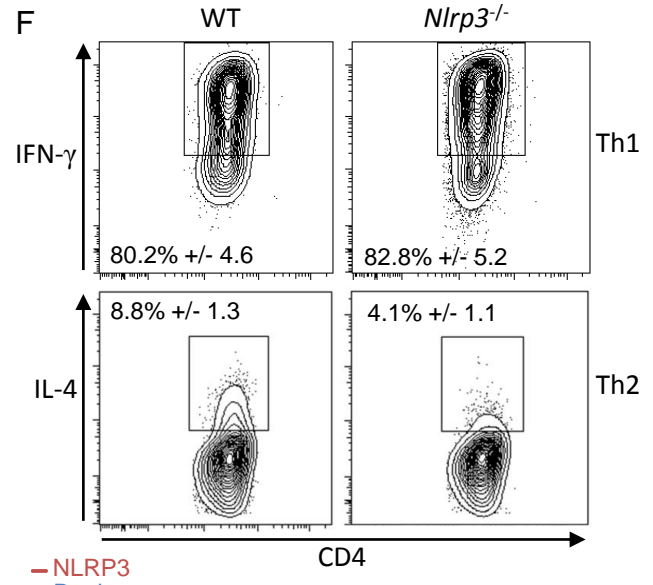 F
WT Nlrp3-/-
IFN-γ
Th1
80.2% +/- 4.6
82.8% +/- 5.2
8.8% +/- 1.3
4.1% +/- 1.1
IL-4
Th2
CD4
NLRP3